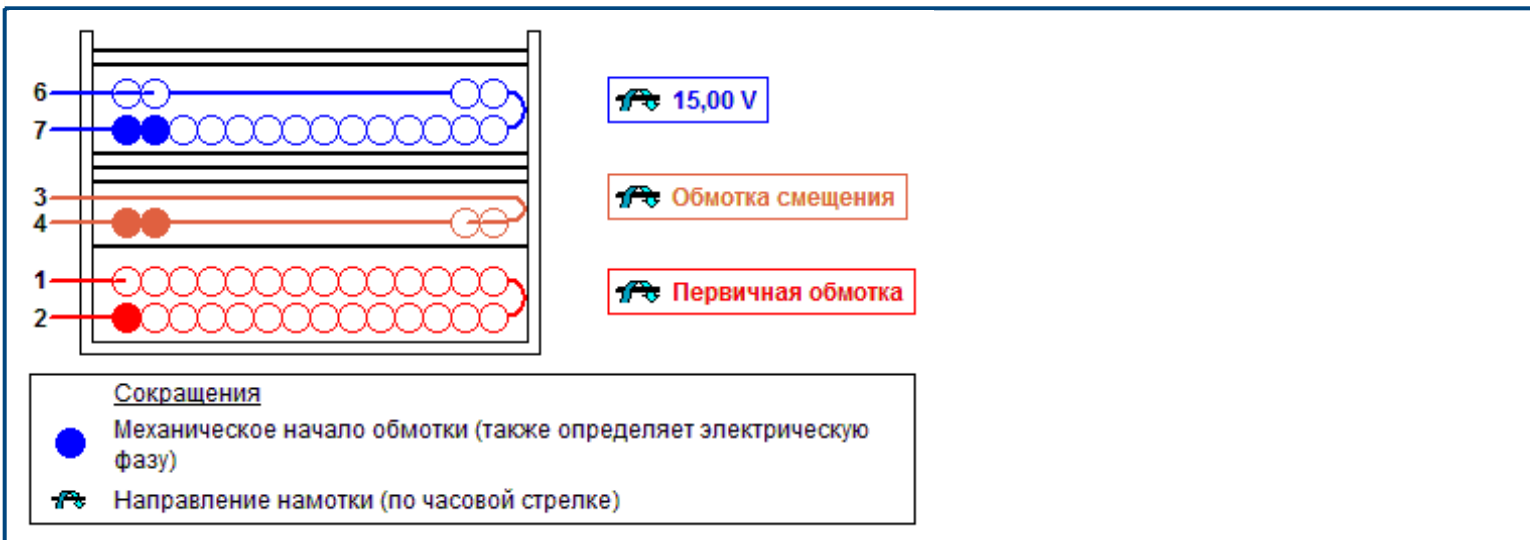 6
15,00 V
7
3
Обмотка смещения
4
1
Первичная обмотка
2
Сокращения
Механическое начало обмотки (также определяет электрическую
фазу)
Направление намотки (по часовой стрелке)